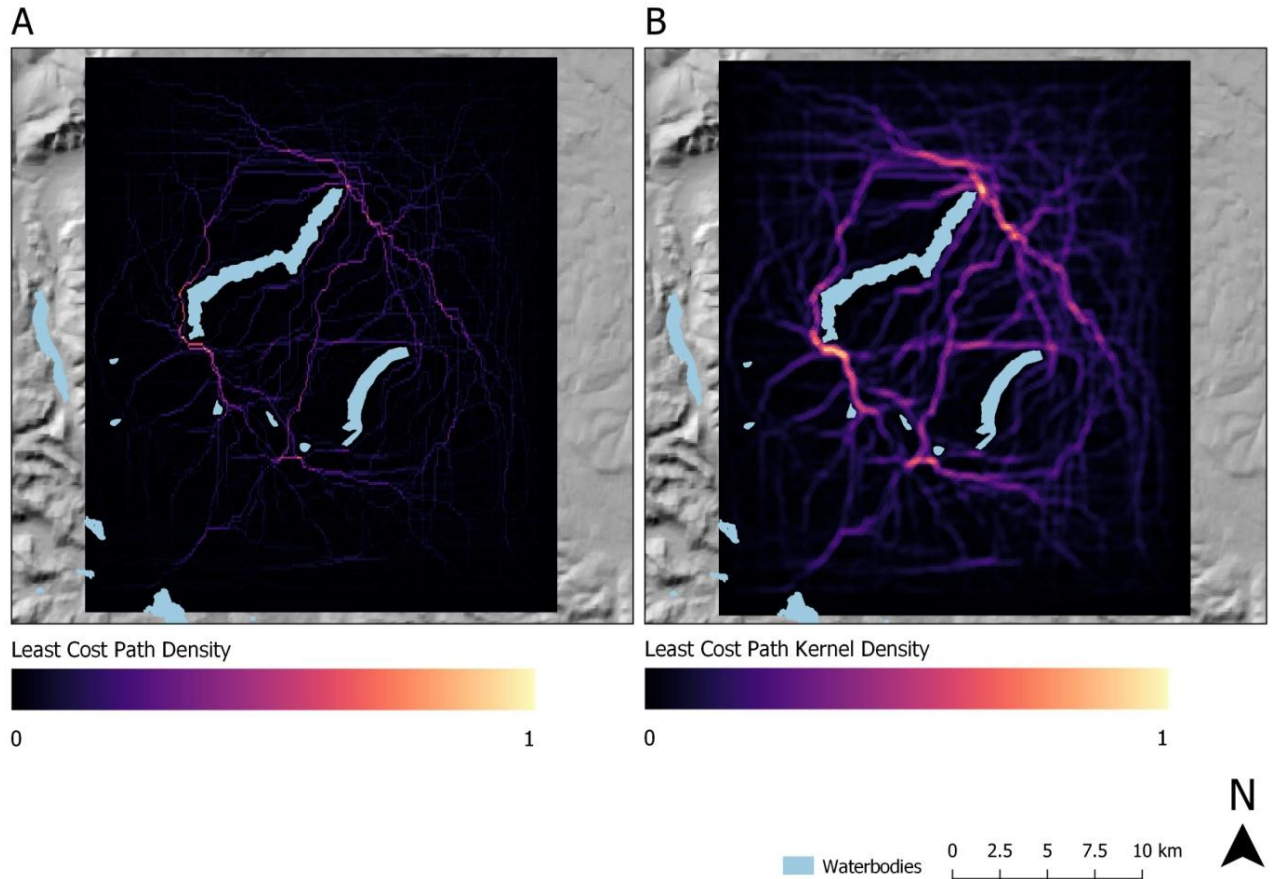 A
B
Least Cost Path Density
Least Cost Path Kernel Density
0 1
0 1
N
Waterbodies
0 2.5 5 7.5 10 km